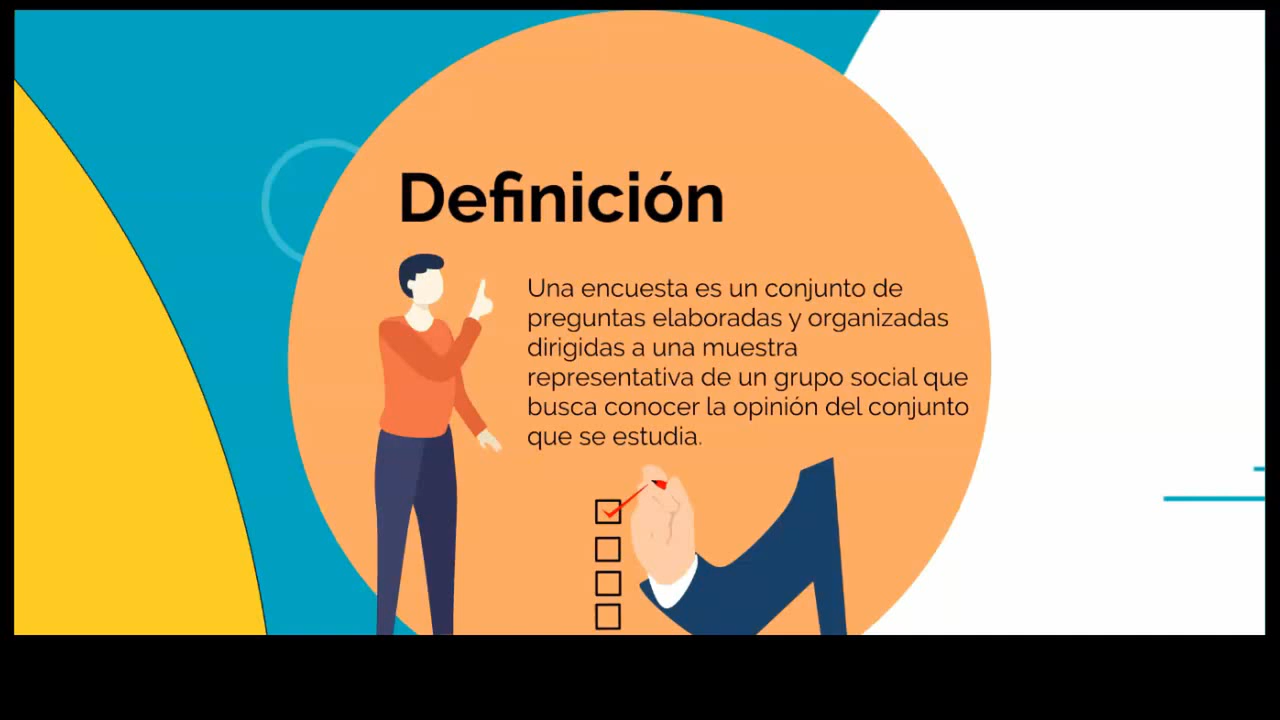 Definición
Una encuesta es un conjunto de
preguntas elaboradas y organizadas
dirigidas a una muestra
representativa de un grupo social que
busca conocer la opinión del conjunto
que se estudia.